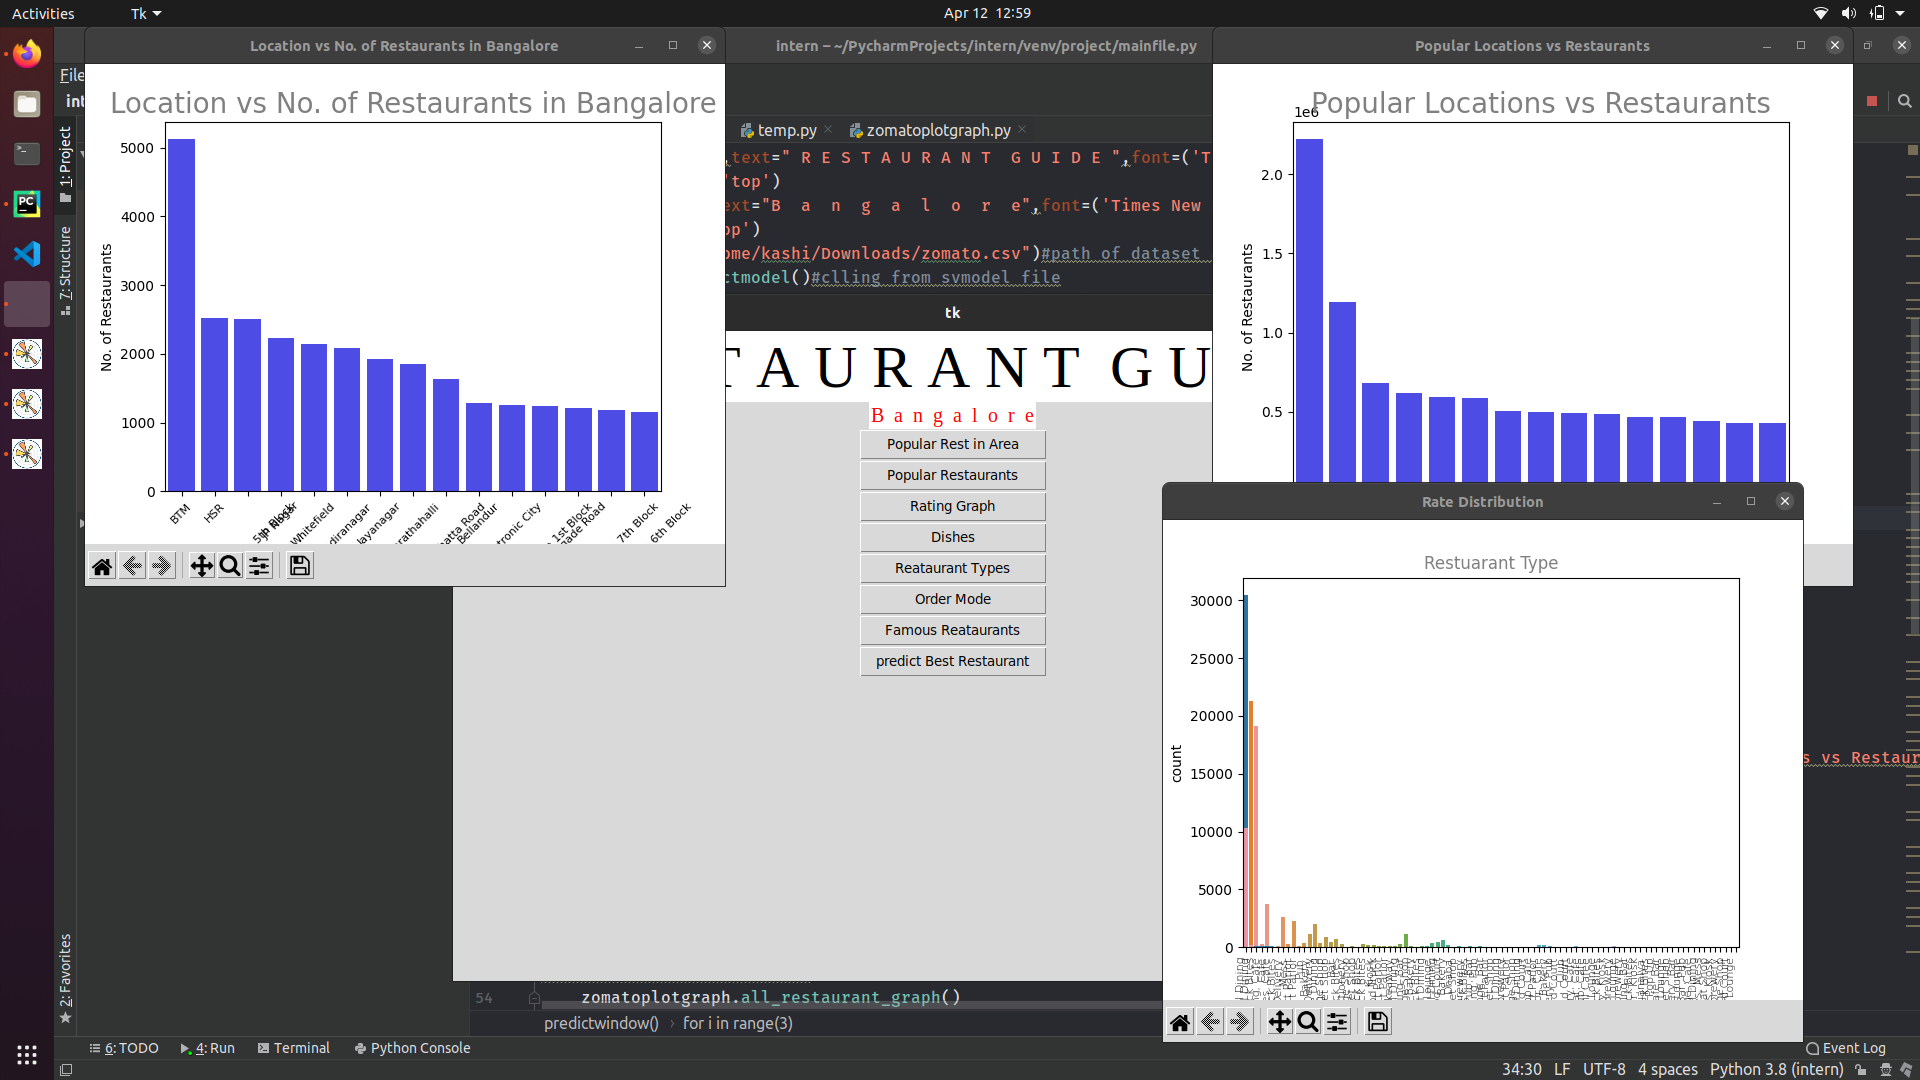 Activities
Tk
Apr 12 12:59
Location vs No. of Restaurants in Bangalore
intern – ~/PycharmProjects/intern/venv/project/mainfile.py
Popular Locations vs Restaurants
File
int
1: Project
7: Structure
2: Favorites
Location vs No. of Restaurants in Bangalore
No. of Restaurants
5000
4000
3000
2000
1000
0
BTM
HSR
5th Block
JP Nagar
Whitefield
diranagar
layanagar
rathahalli
atta Road
Bellandur
tronic City
1st Block
ade Road
7th Block
6th Block
temp.py
zomatoplotgraph.py
,text=" R E S T A U R A N T  G U I D E ",font=('T
'top')
ext="B  a  n  g  a  l  o  r  e",font=('Times New
op')
ome/kashi/Downloads/zomato.csv")#path of dataset
ctmodel()#clling from svmodel file
tk
T A U R A N T  G U
B a n g a l o r e
Popular Rest in Area
Popular Restaurants
Rating Graph
Dishes
Reataurant Types
Order Mode
Famous Reataurants
predict Best Restaurant
Popular Locations vs Restaurants
1e6
No. of Restaurants
2.0
1.5
1.0
0.5
Rate Distribution
Restuarant Type
count
30000
25000
20000
15000
10000
5000
0
s vs Restaur
54
zomatoplotgraph.all_restaurant_graph()
predictwindow() › for i in range(3)
6: TODO
4: Run
Terminal
Python Console
Event Log
34:30 LF UTF-8 4 spaces Python 3.8 (intern)